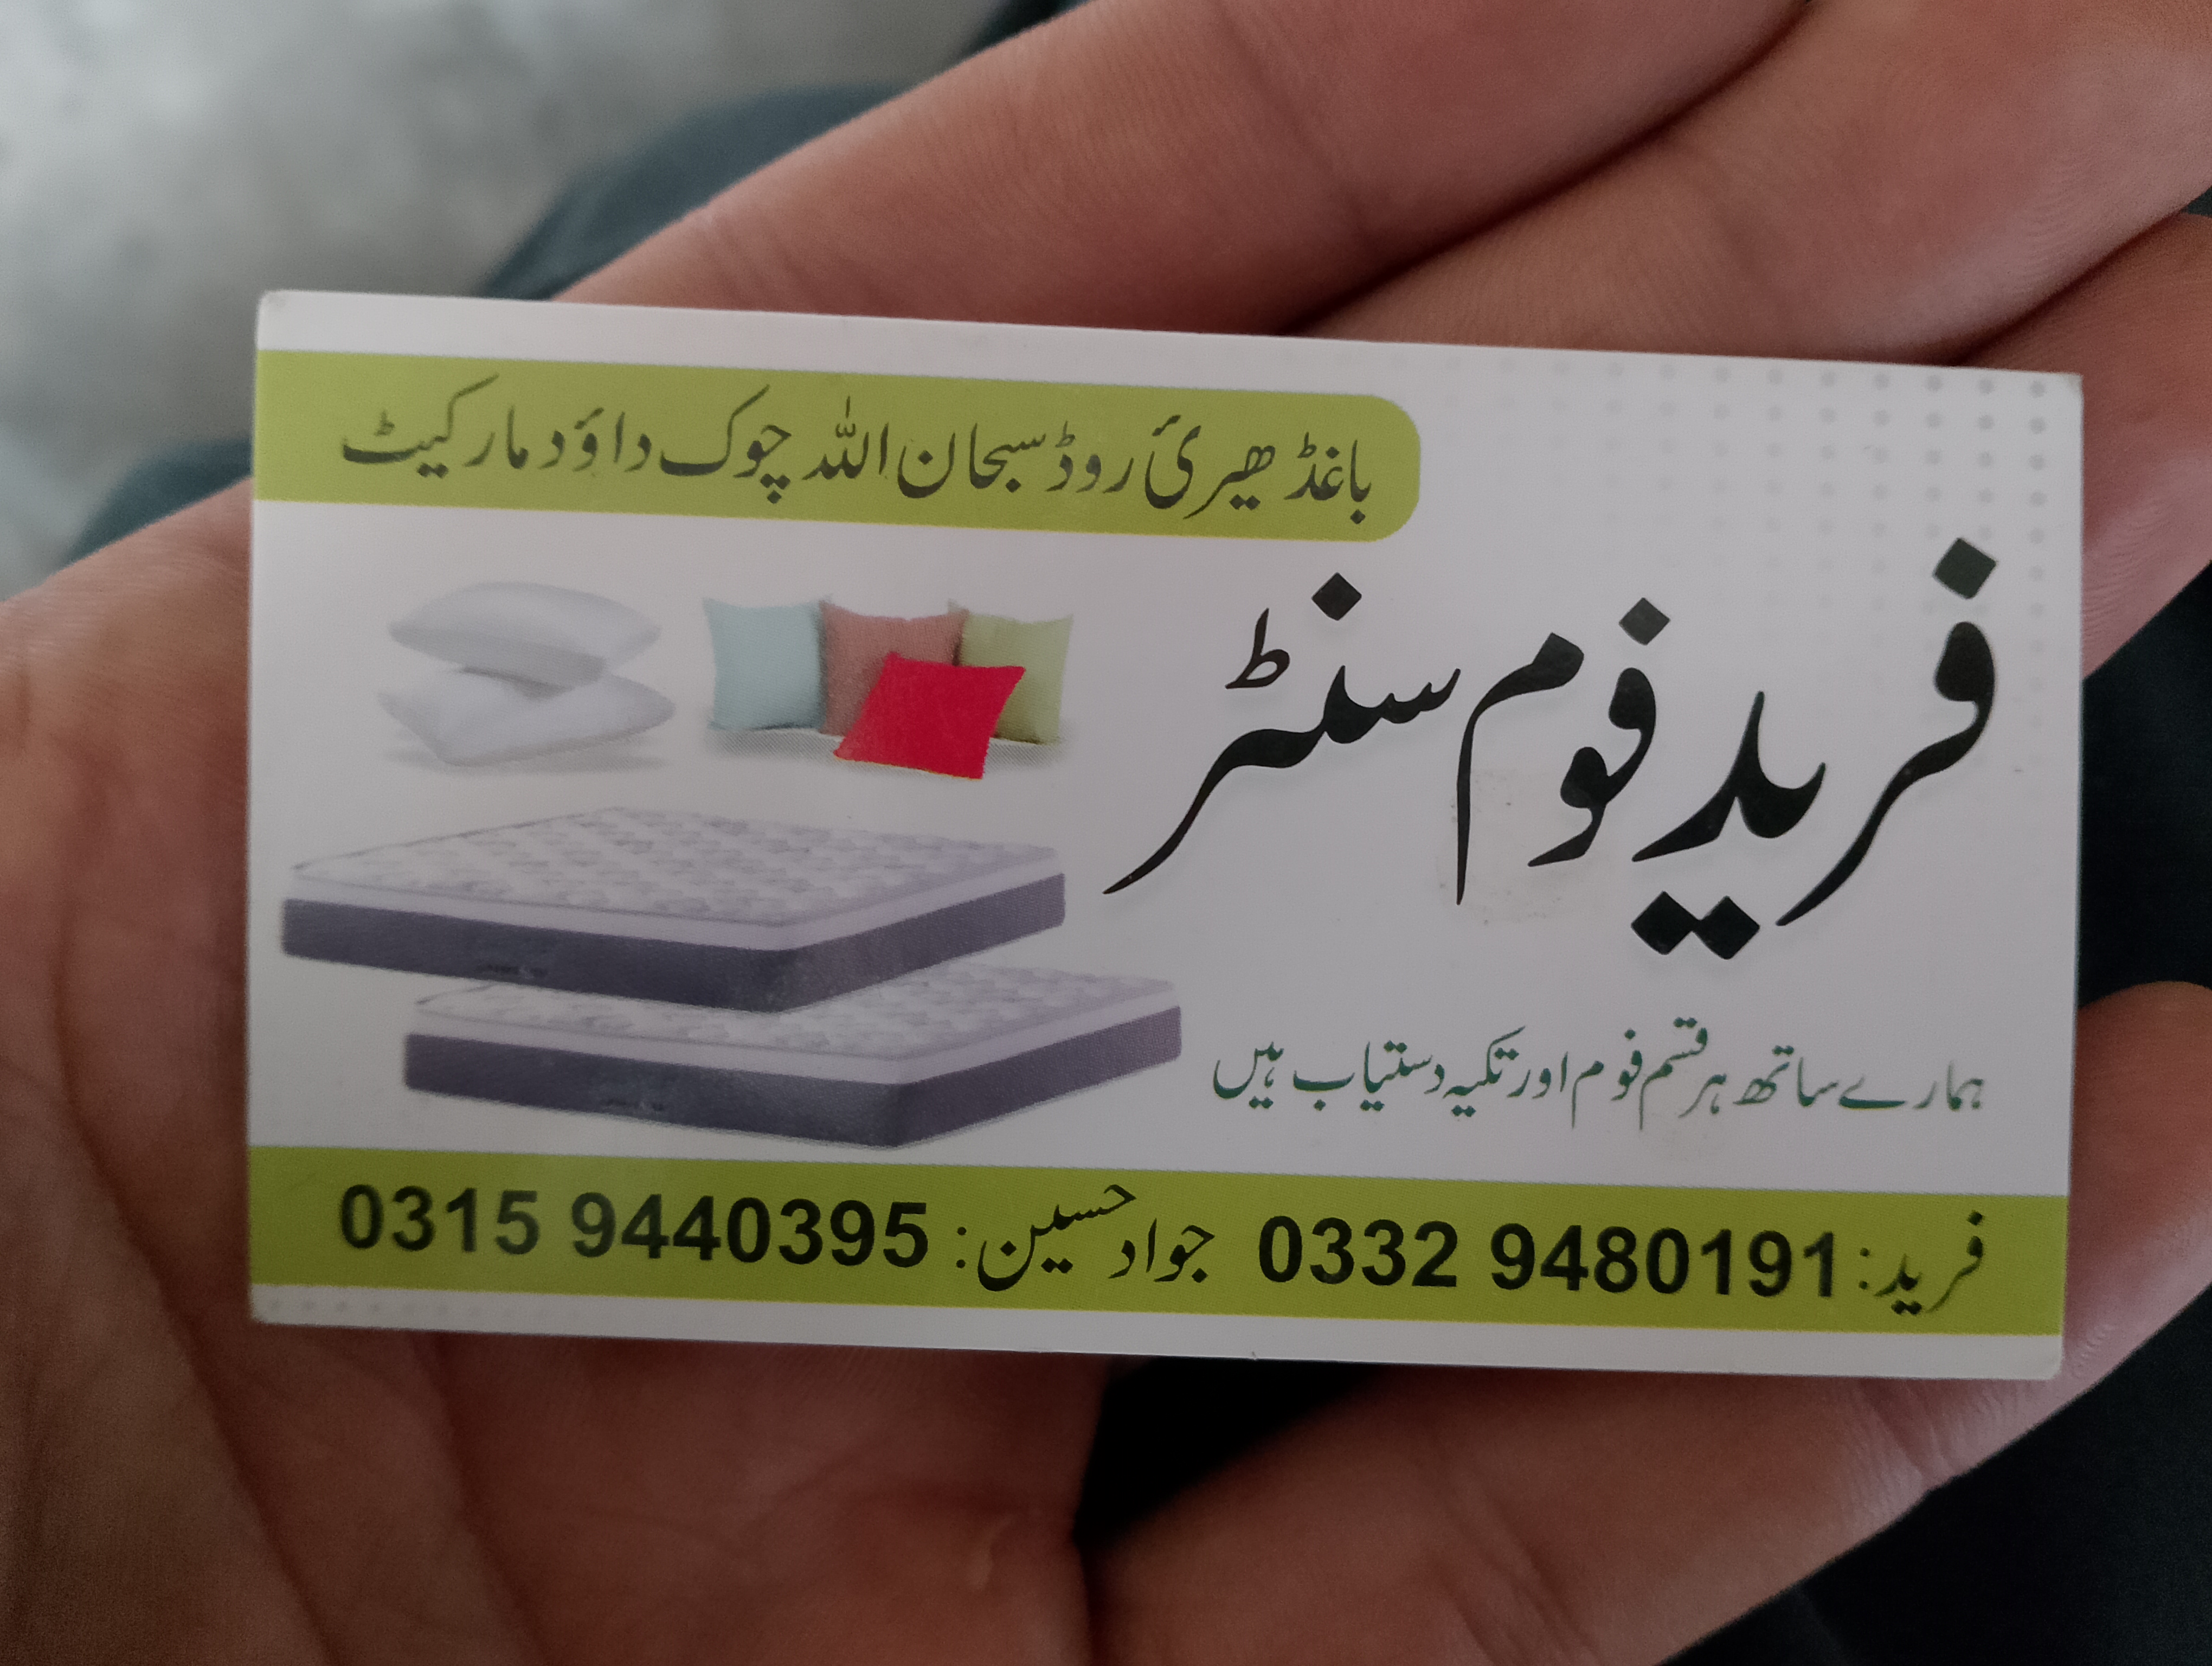 باغڈھیرئ روڈ سبحان اللہ چوک داؤد مارکیٹ
فرید فوم سنٹر
ہمارے ساتھ ہر قسم فوم اور تکیہ دستیاب ہیں
فرید: 0332 9480191 جواد حسین: 0315 9440395